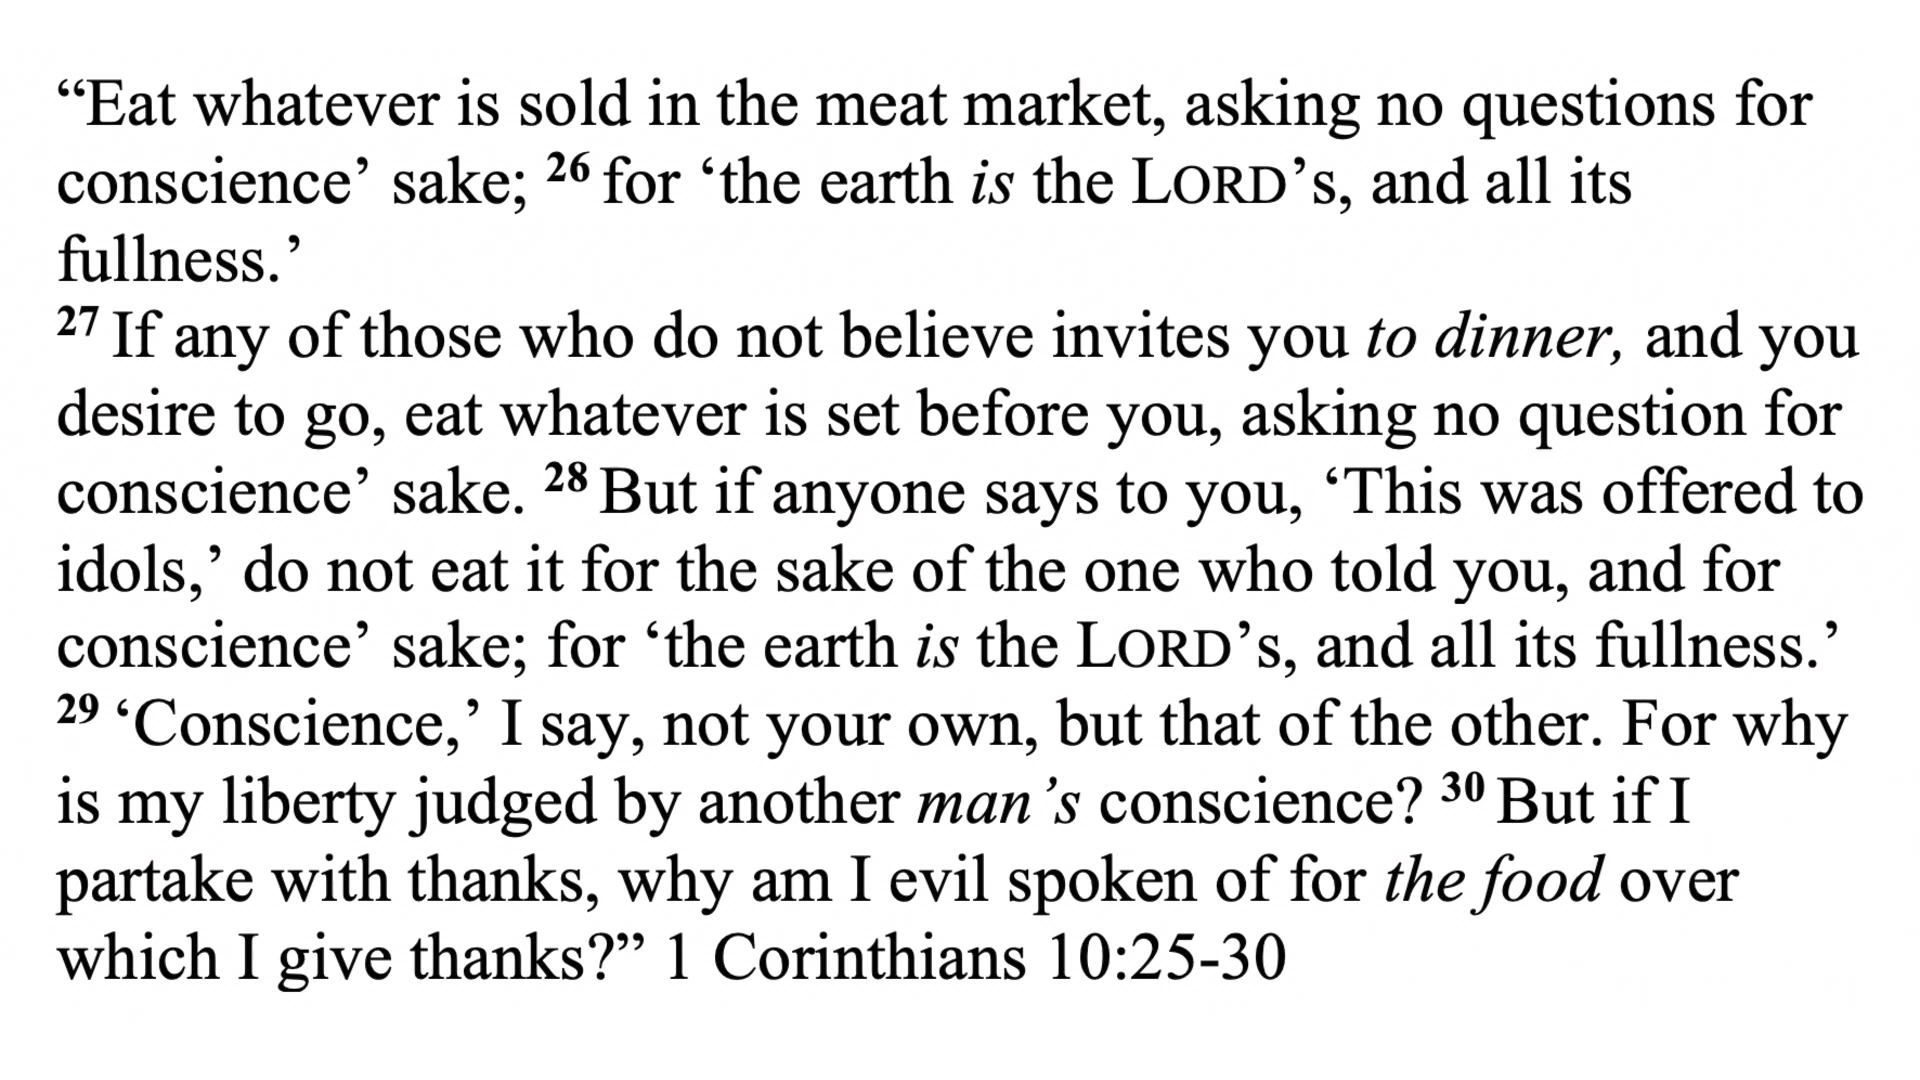 “Eat whatever is sold in the meat market, asking no questions for
conscience’ sake; 26 for ‘the earth is the LORD’s, and all its
fullness.’
27 If any of those who do not believe invites you to dinner, and you
desire to go, eat whatever is set before you, asking no question for
conscience’ sake. 28 But if anyone says to you, ‘This was offered to
idols,’ do not eat it for the sake of the one who told you, and for
conscience’ sake; for ‘the earth is the LORD’s, and all its fullness.’
29 ‘Conscience,’ I say, not your own, but that of the other. For why
is my liberty judged by another man’s conscience? 30 But if I
partake with thanks, why am I evil spoken of for the food over
which I give thanks?” 1 Corinthians 10:25-30